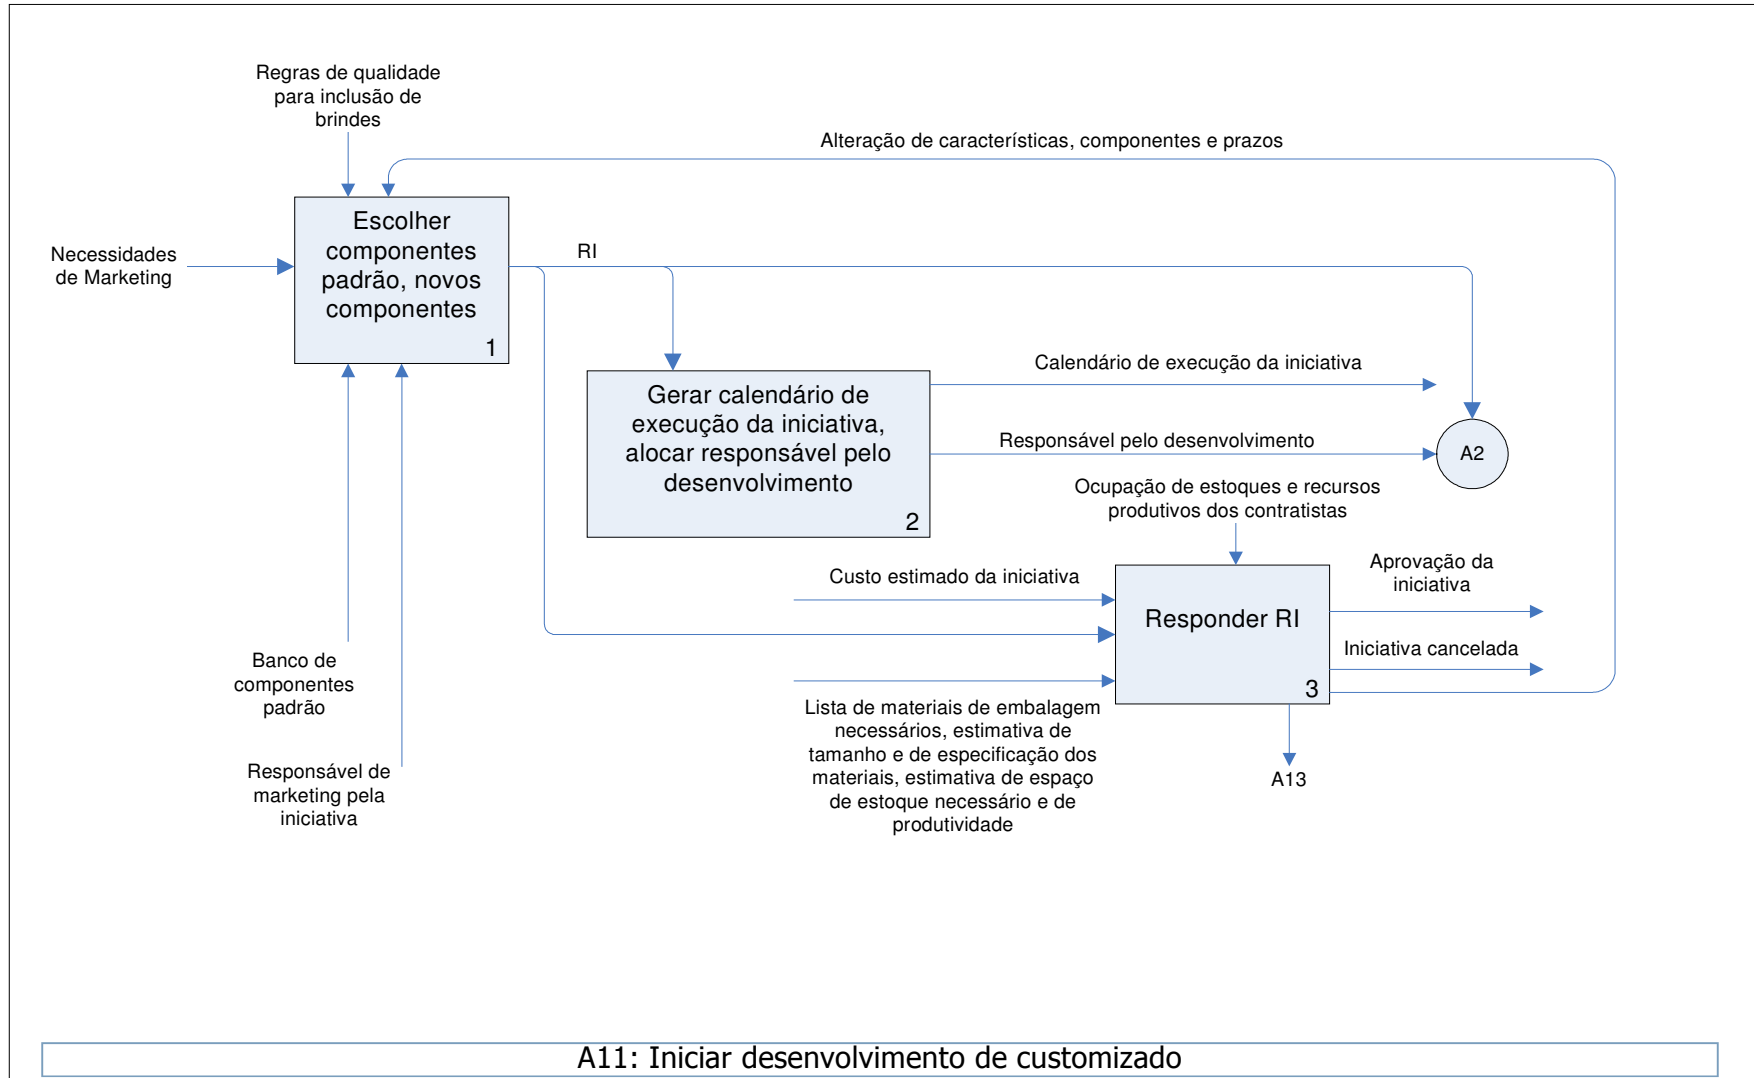 Regras de qualidade
para inclusão de
brindes
Alteração de característícas, componentes e prazos
Escolher
componentes
padrão, novos
componentes
1
Necessidades
de Marketing
RI
Calendário de execução da iniciativa
Gerar calendário de
execução da iniciativa,
alocar responsável pelo
desenvolvimento
2
Responsável pelo desenvolvimento
A2
Ocupação de estoques e recursos
produtivos dos contratistas
Custo estimado da iniciativa
Responder RI
3
Aprovação da
iniciativa
Iniciativa cancelada
Banco de
componentes
padrão
Lista de materiais de embalagem
necessários, estimativa de
tamanho e de especificação dos
materiais, estimativa de espaço
de estoque necessário e de
produtividade
A13
Responsável de
marketing pela
iniciativa
A11: Iniciar desenvolvimento de customizado